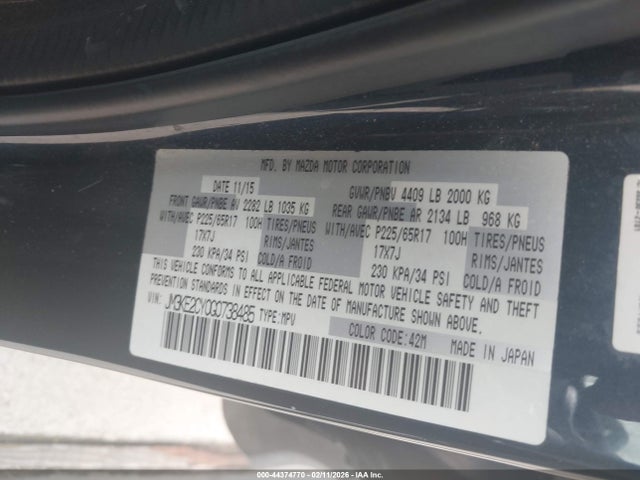 MFD. BY MAZDA MOTOR CORPORATION
DATE 11/15 GVWR/PNBV 4409 LB 2000 KG
FRONT GAWR/PNBE AV 2282 LB 1035 KG REAR GAWR/PNBE AR 2134 LB 968 KG
WITH/AVEC P225/65R17 100H TIRES/PNEUS WITH/AVEC P225/65R17 100H TIRES/PNEUS
17X7J RIMS/JANTES 17X7J RIMS/JANTES
230 KPA/34 PSI COLD/A FROID 230 KPA/34 PSI COLD/A FROID
THIS VEHICLE CONFORMS TO ALL APPLICABLE FEDERAL MOTOR VEHICLE SAFETY AND THEFT
PREVENTION STANDARDS IN EFFECT ON THE DATE OF MANUFACTURE SHOWN ABOVE.
VIN: JM3KE2CY0G0738485 TYPE:MPV
COLOR CODE:42M MADE IN JAPAN
000-44374770 - 02/11/2026 - IAA Inc.